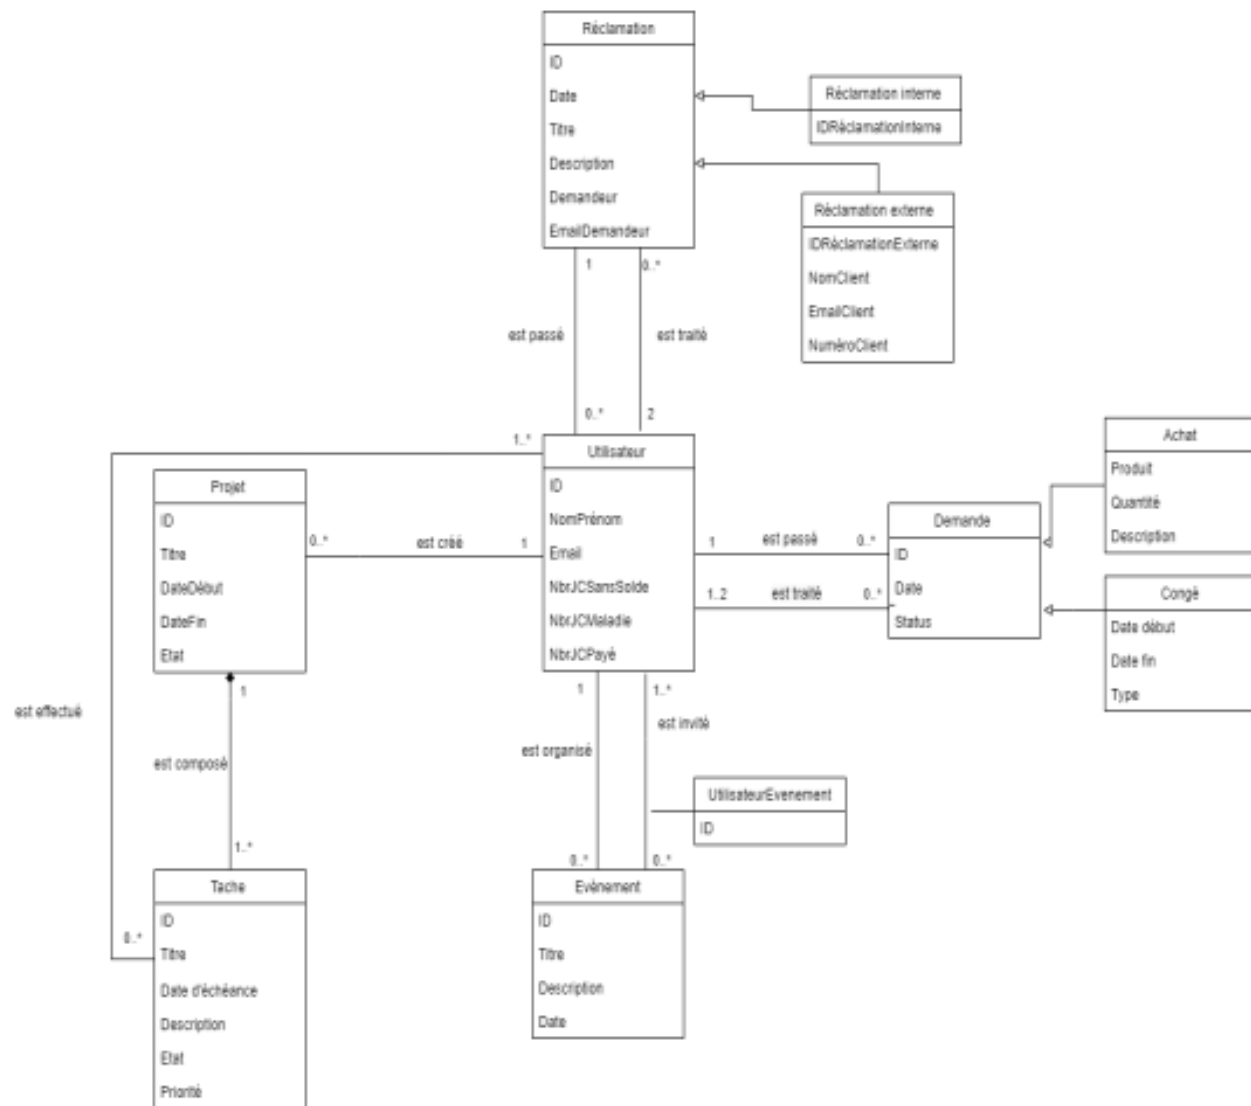 Réclamation
ID
Date
Titre
Description
Demandeur
EmailDemandeur
Réclamation interne
IDRéclamationInterne
Réclamation externe
IDRéclamationExterne
NomClient
EmailClient
NuméroClient
1
0..*
est passé
est traité
0..*
2
1..*
Utilisateur
ID
NomPrénom
Email
NbrJCSansSolde
NbrJCMaladie
NbrJCPayé
Projet
ID
Titre
DateDébut
DateFin
Etat
0..*
est créé
1
1
est passé
0..*
1..2
est traité
0..*
Demande
ID
Date
Status
Achat
Produit
Quantité
Description
Congé
Date début
Date fin
Type
est effectué
1
est composé
1..*
0..*
1
1..*
est organisé
est invité
0..*
0..*
UtilisateurEvenement
ID
Tache
ID
Titre
Date d'échéance
Description
Etat
Priorité
Evénement
ID
Titre
Description
Date